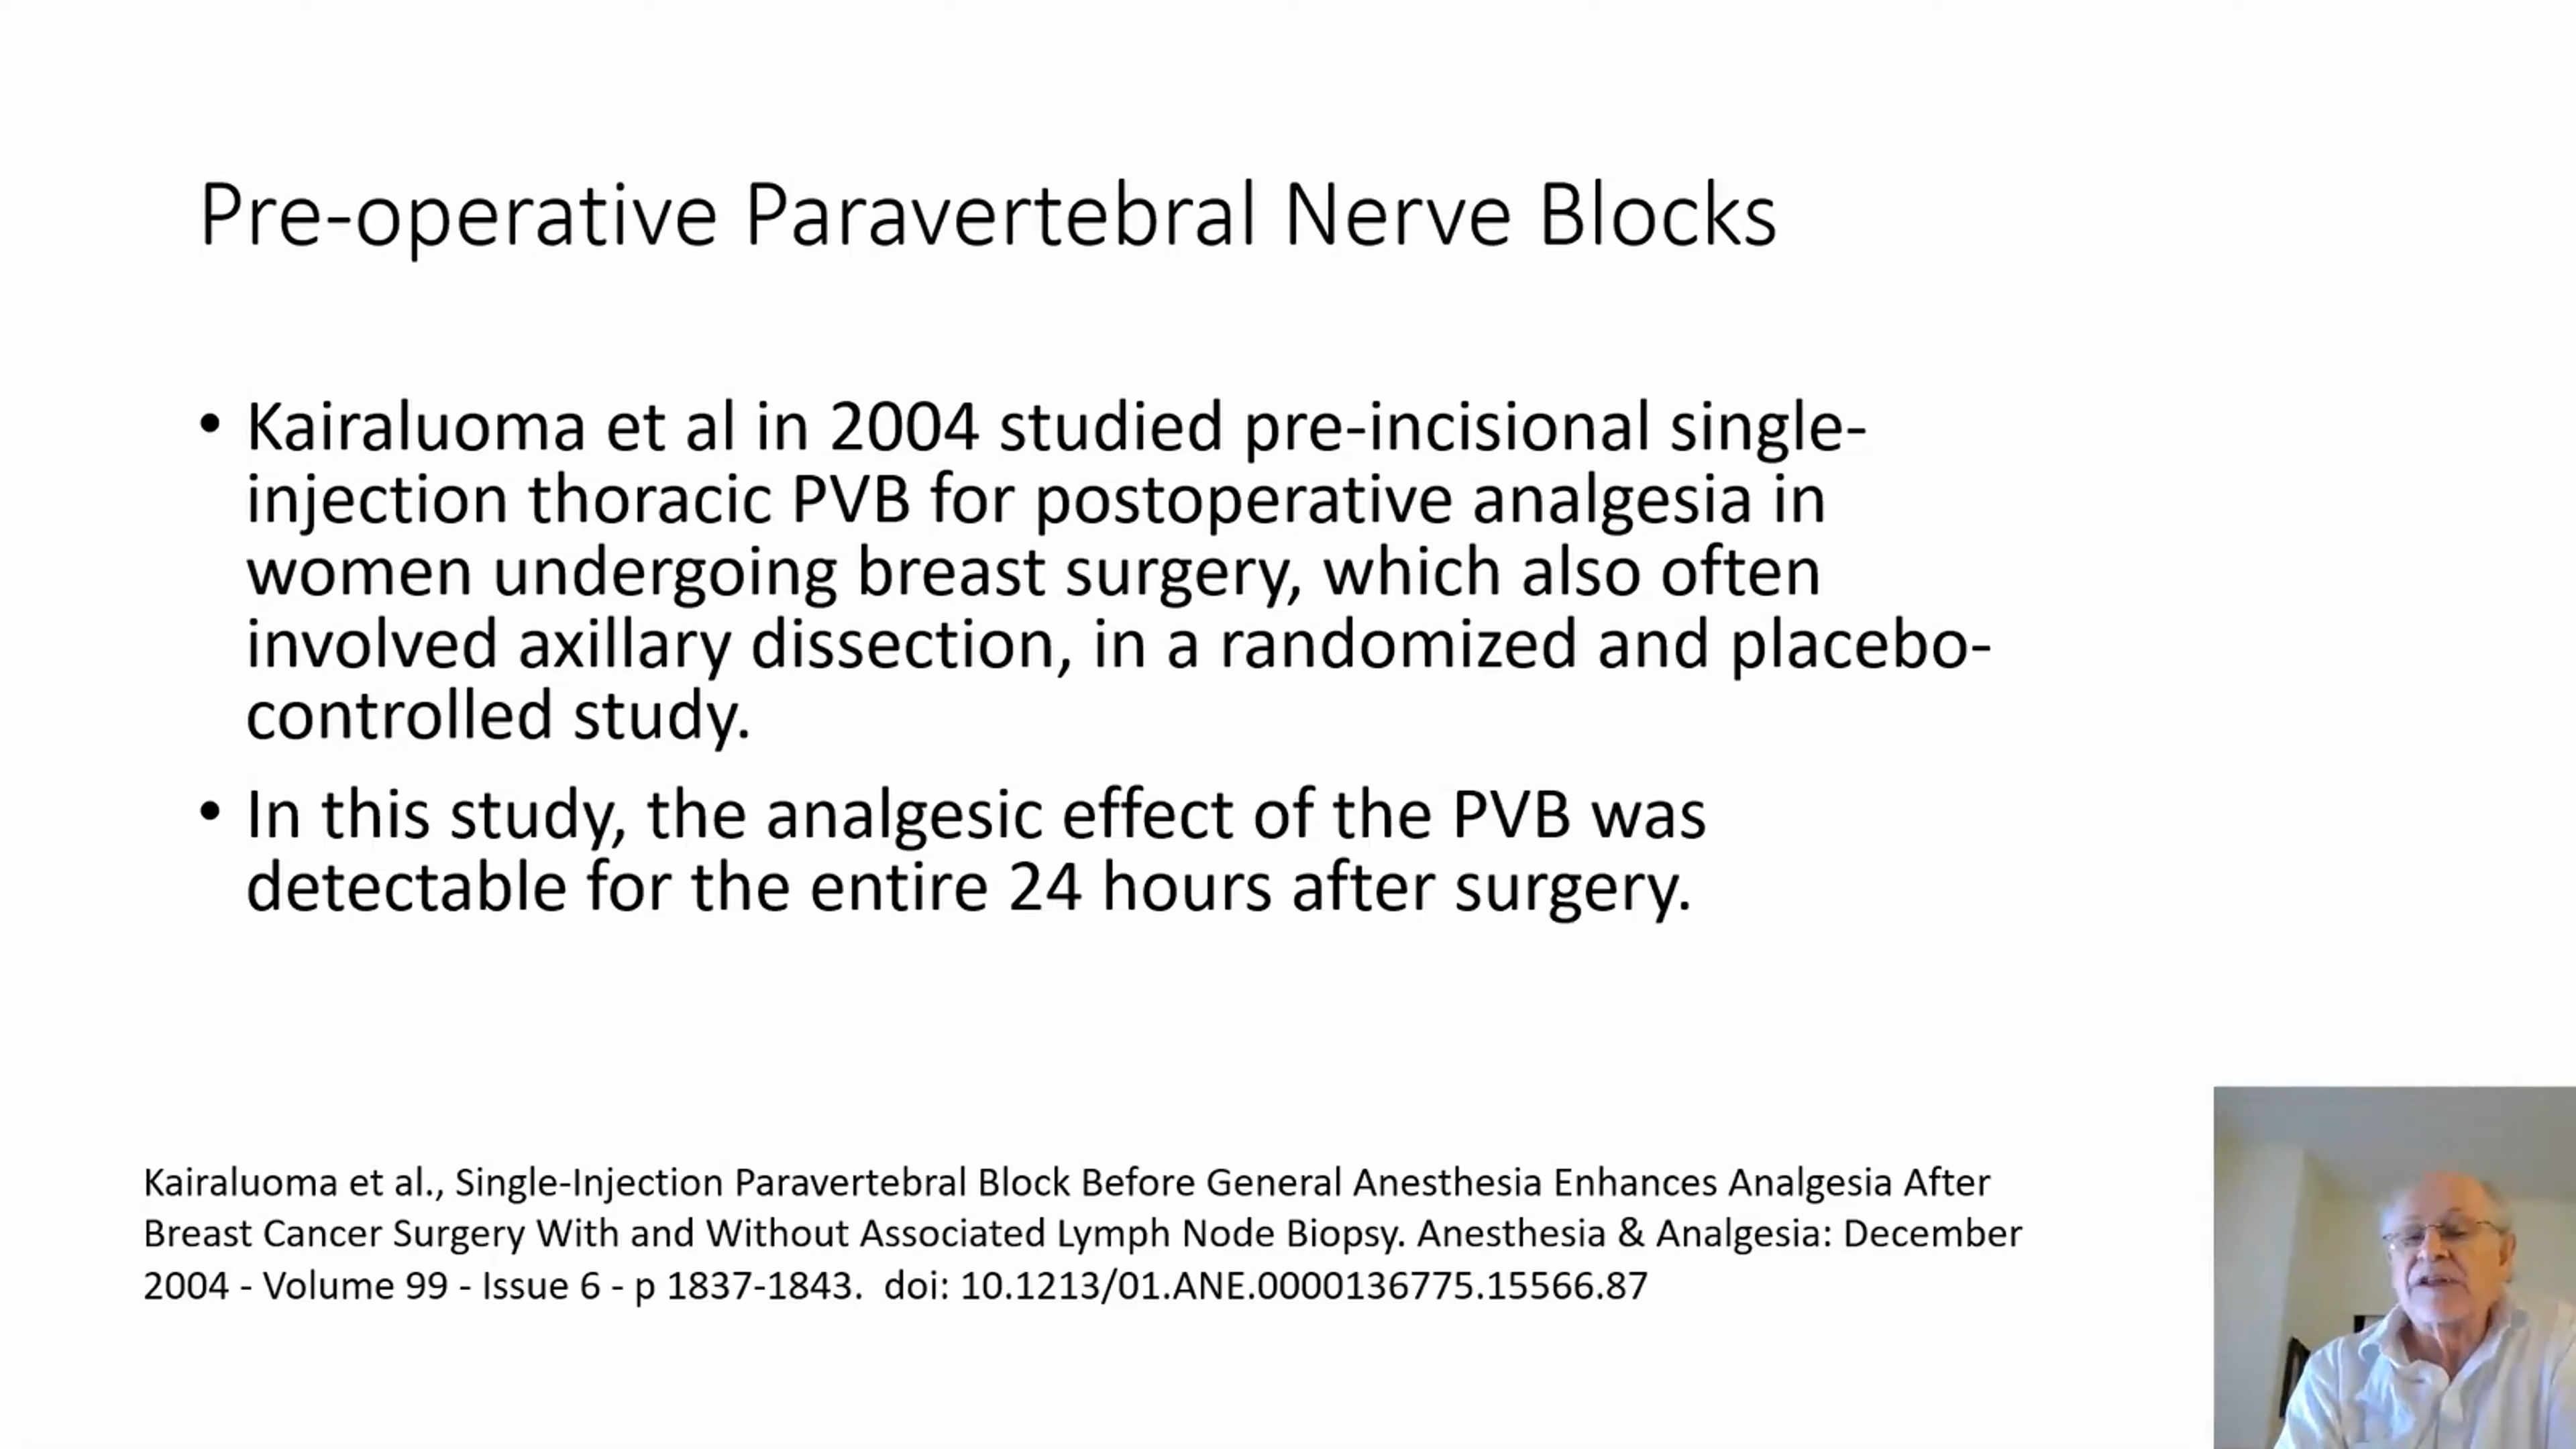 Pre-operative Paravertebral Nerve Blocks
• Kairaluoma et al in 2004 studied pre-incisional single-
injection thoracic PVB for postoperative analgesia in
women undergoing breast surgery, which also often
involved axillary dissection, in a randomized and placebo-
controlled study.
• In this study, the analgesic effect of the PVB was
detectable for the entire 24 hours after surgery.
Kairaluoma et al., Single-Injection Paravertebral Block Before General Anesthesia Enhances Analgesia After
Breast Cancer Surgery With and Without Associated Lymph Node Biopsy. Anesthesia & Analgesia: December
2004 - Volume 99 - Issue 6 - p 1837-1843.  doi: 10.1213/01.ANE.0000136775.15566.87